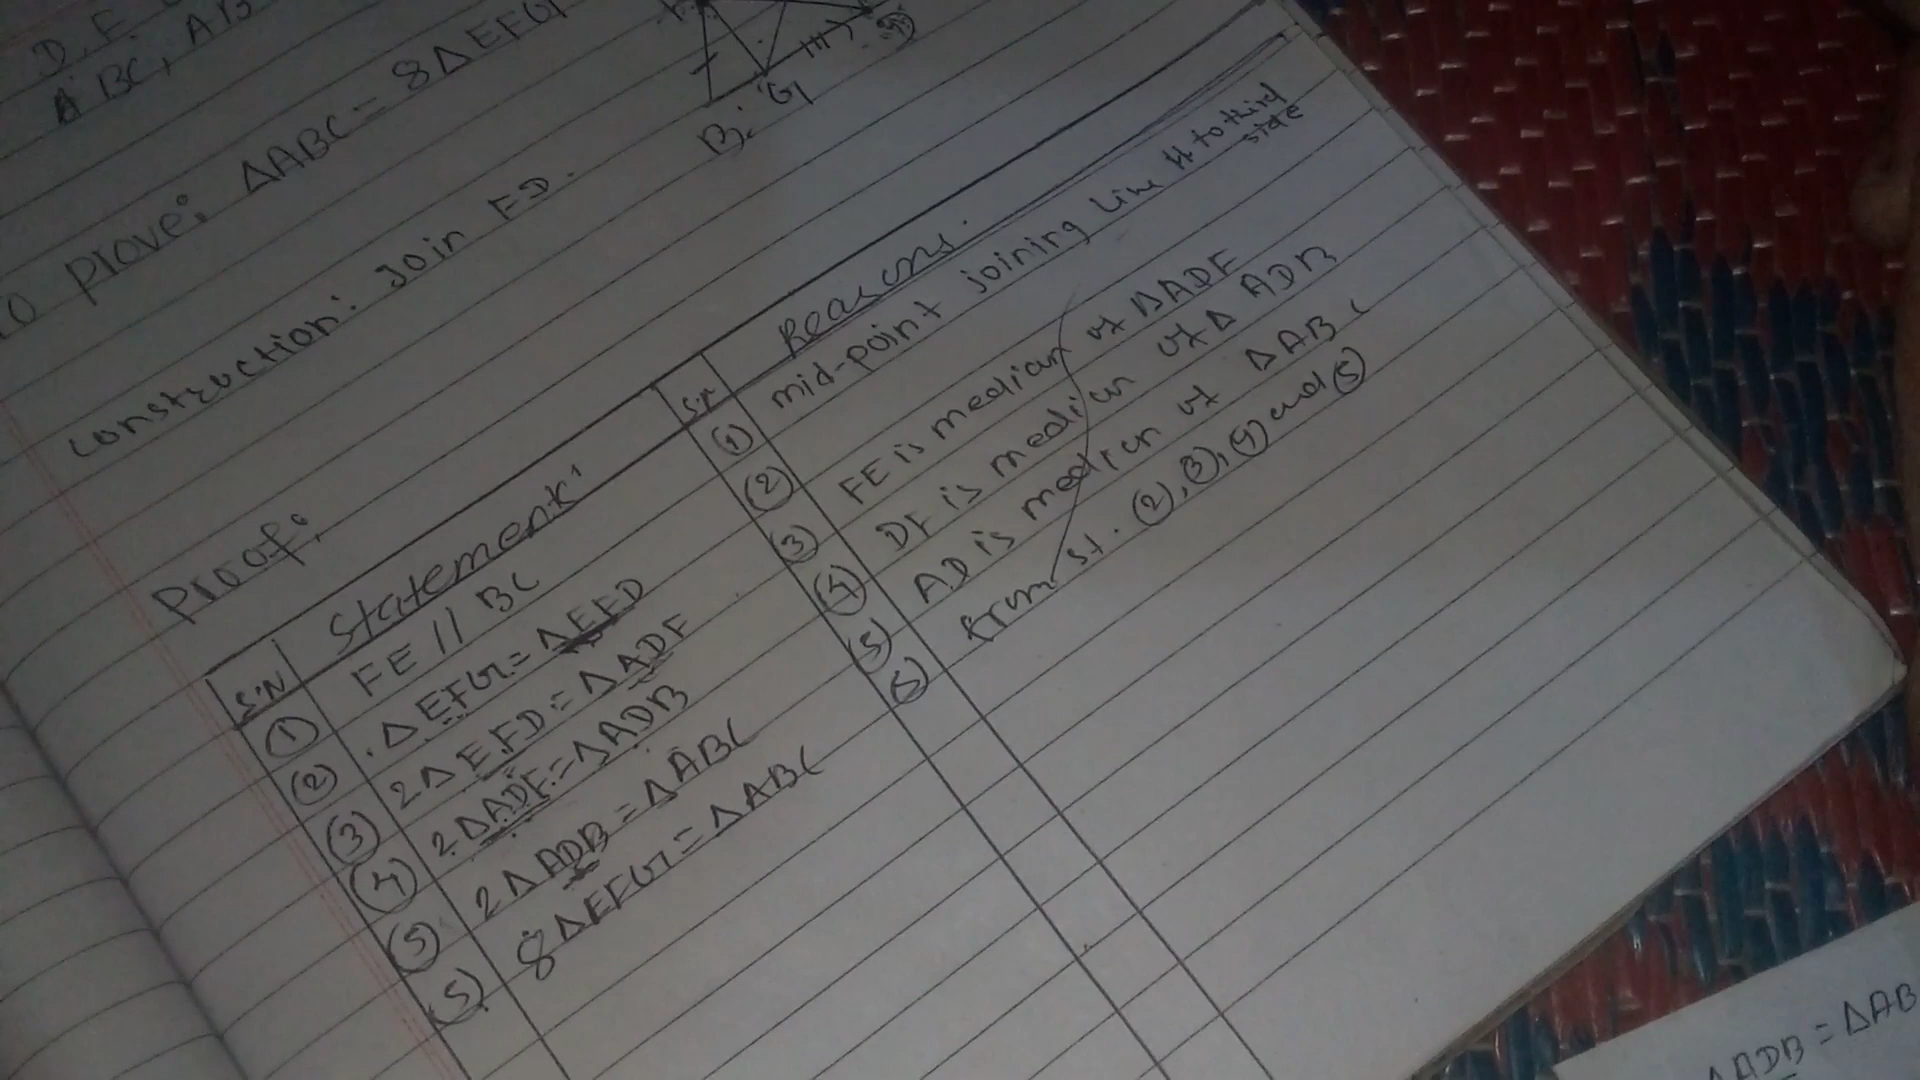 D, E,
ABC, AB
Prove: ΔABC = 8ΔEFG
B G D
construction: Join FD.
Proof:
S.N Statement S.N Reasons.
① FE // BC ① mid-point joining line // to third side
② ΔEFG = ΔEFD ②
③ 2ΔEFD = ΔADF ③ FE is median of ΔADF
④ 2ΔADF = ΔADB ④ DF is median of Δ ADB
⑤ 2ΔADB = ΔABC ⑤ AD is median of ΔABC
⑤ 8ΔEFG = ΔABC ⑤ from st. ②, ③, ④ and ⑤
ΔADB = ΔAB